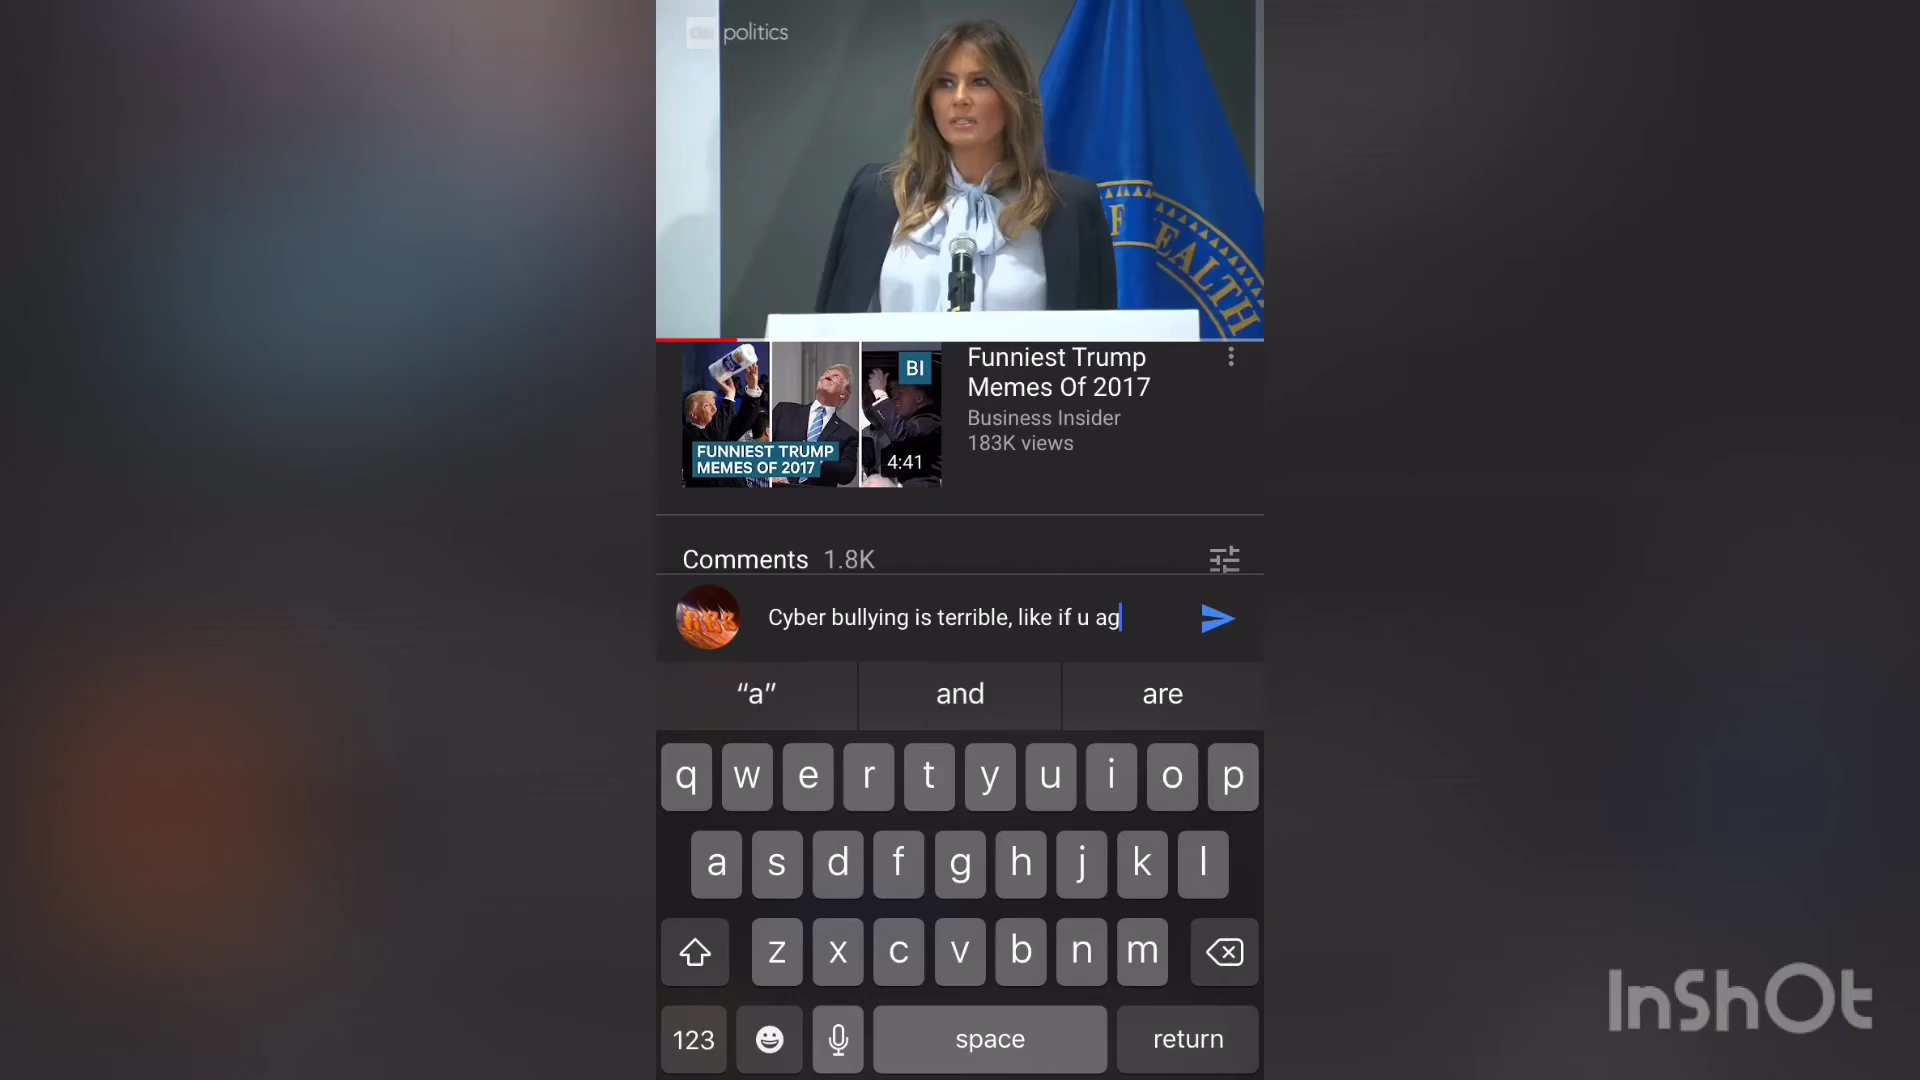 politics
F HEALTH
Funniest Trump
Memes Of 2017
Business Insider
183K views
BI
FUNNIEST TRUMP
MEMES OF 2017
4:41
Comments 1.8K
Cyber bullying is terrible, like if u ag
“a” and are
q w e r t y u i o p
a s d f g h j k l
z x c v b n m
123 space return
InShOt